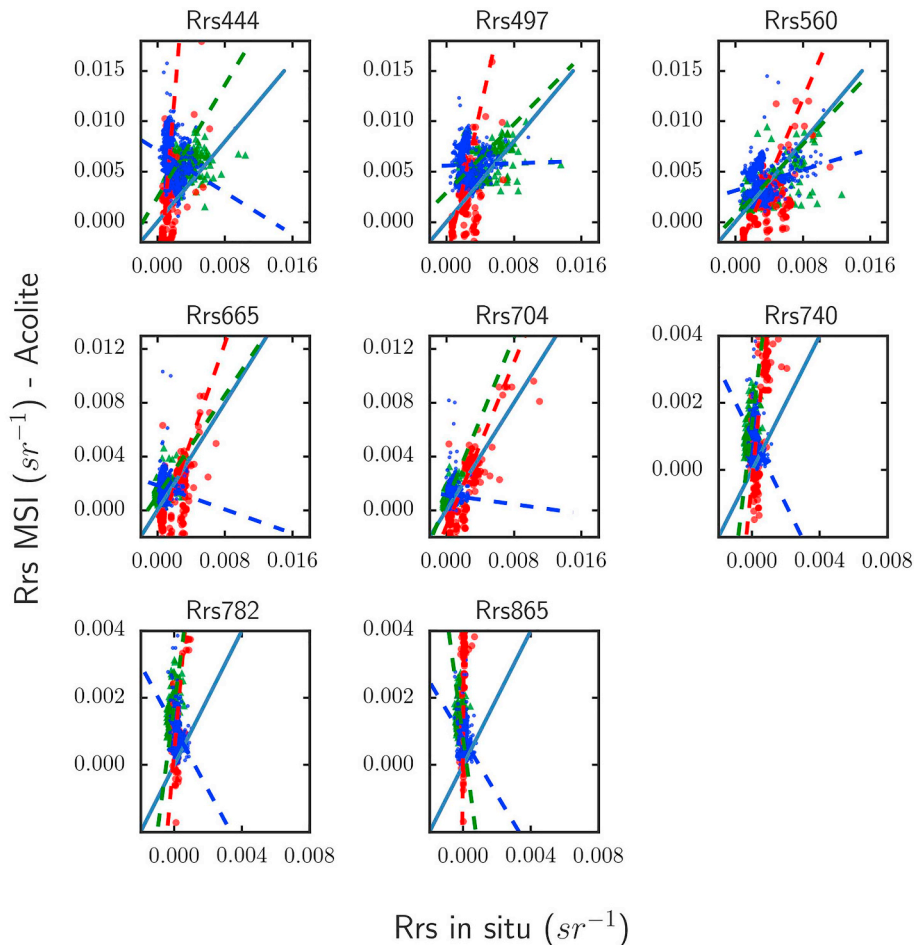 Rrs444 Rrs497 Rrs560
0.015 0.015 0.015
0.010 0.010 0.010
0.005 0.005 0.005
0.000 0.000 0.000
0.000 0.008 0.016 0.000 0.008 0.016 0.000 0.008 0.016
Rrs665 Rrs704 Rrs740
0.012 0.012 0.004
0.008 0.008 0.002
0.004 0.004 0.000
0.000 0.000
0.000 0.008 0.016 0.000 0.008 0.016 0.000 0.004 0.008
Rrs782 Rrs865
0.004 0.004
0.002 0.002
0.000 0.000
0.000 0.004 0.008 0.000 0.004 0.008
Rrs MSI (sr⁻¹) - Acolite
Rrs in situ (sr⁻¹)